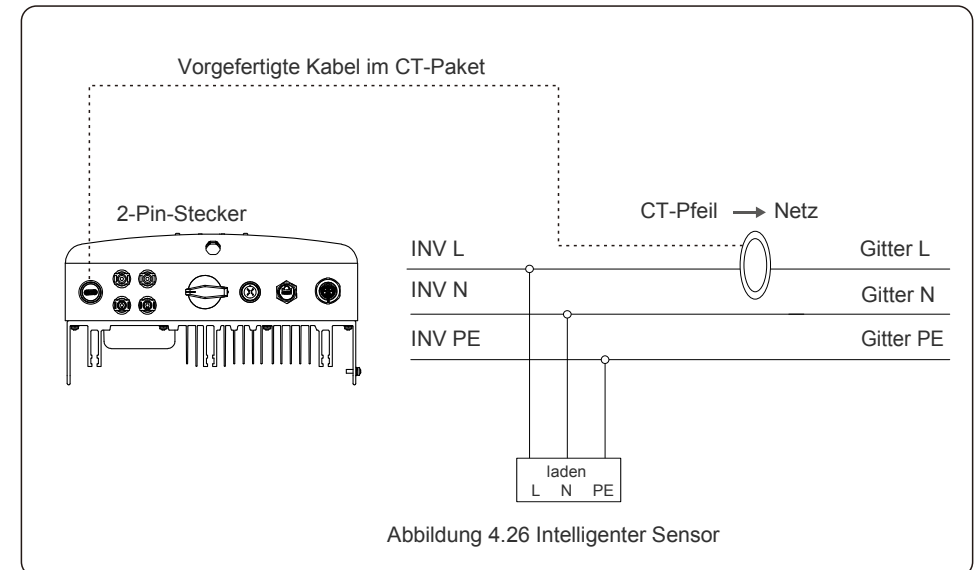 Vorgefertigte Kabel im CT-Paket
2-Pin-Stecker
CT-Pfeil → Netz
INV L
Gitter L
INV N
Gitter N
INV PE
Gitter PE
laden
L N PE
Abbildung 4.26 Intelligenter Sensor